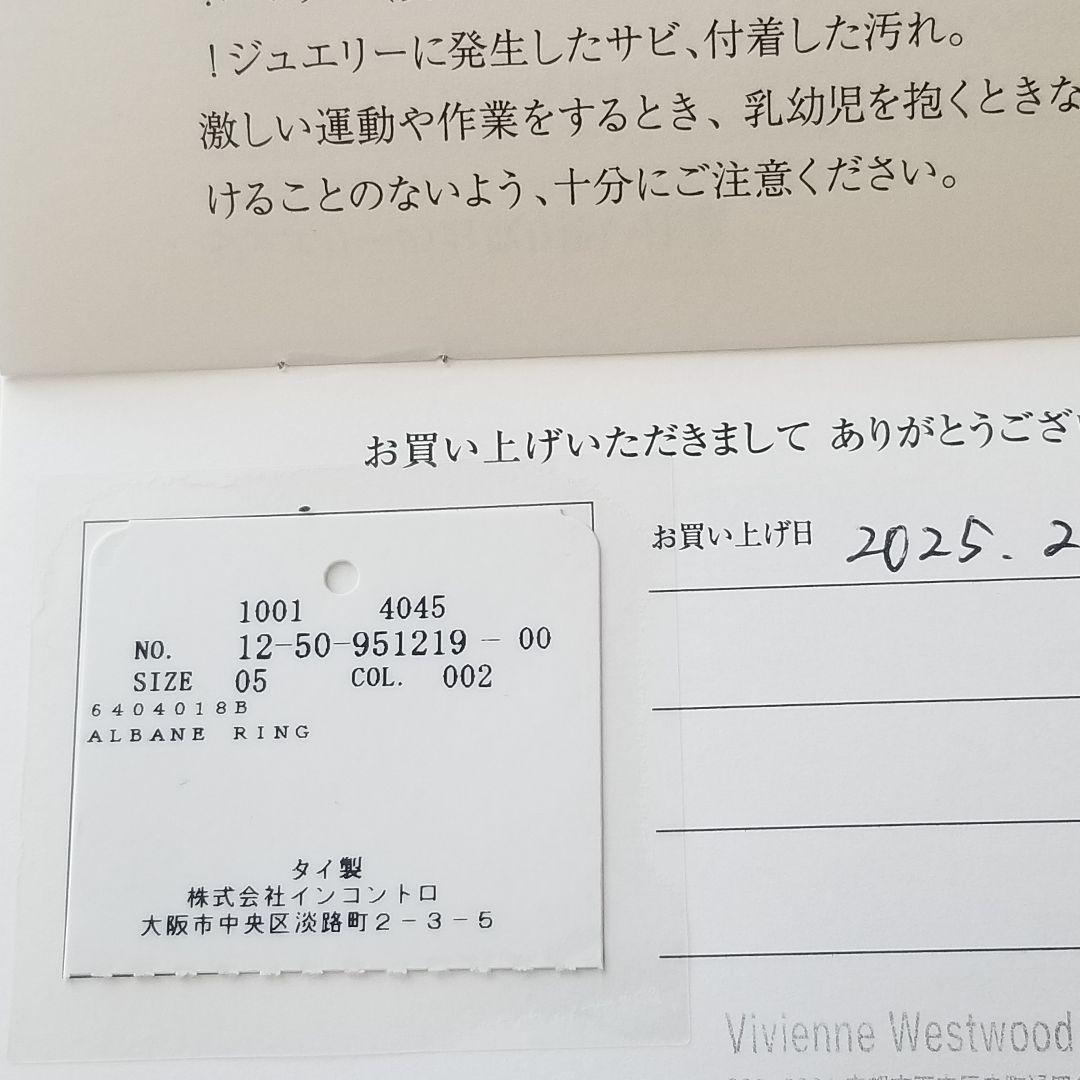 !ジュエリーに発生したサビ、付着した汚れ。
激しい運動や作業をするとき、乳幼児を抱くときな
けることのないよう、十分にご注意ください。
お買い上げいただきまして ありがとうござい
お買い上げ日 2025. 2
1001 4045
NO. 12-50-951219 - 00
SIZE 05 COL. 002
6404018B
ALBANE RING
タイ製
株式会社インコントロ
大阪市中央区淡路町2-3-5
Vivienne Westwood